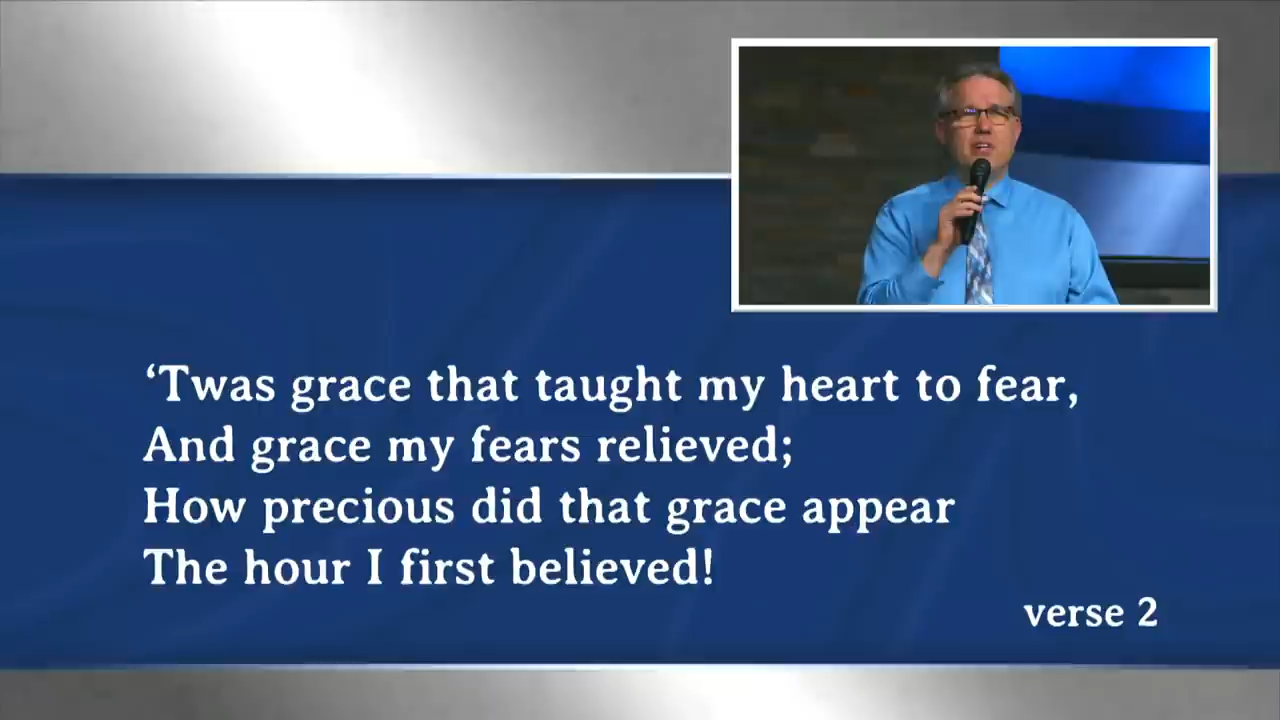 ‘Twas grace that taught my heart to fear,
And grace my fears relieved;
How precious did that grace appear
The hour I first believed!
verse 2